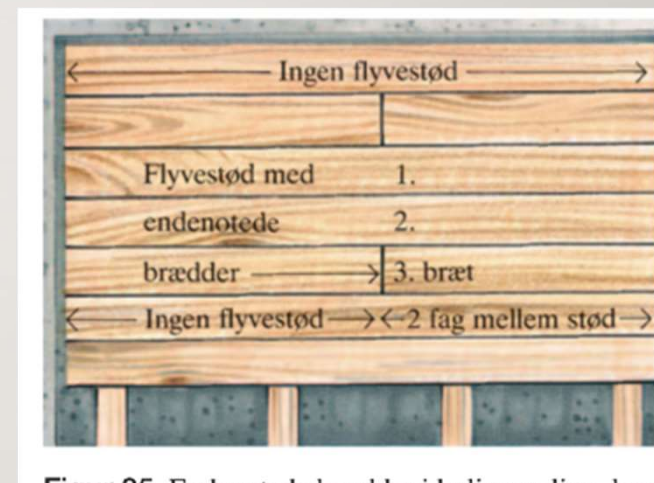 Ingen flyvestød
Flyvestød med 1.
endenotede 2.
brædder 3. bræt
Ingen flyvestød 2 fag mellem stød